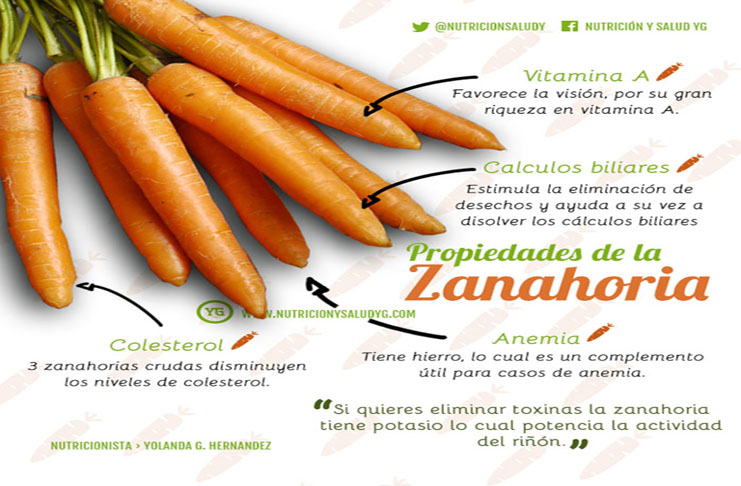 @NUTRICIONSALUDY NUTRICIÓN Y SALUD YG
Vitamina A
Favorece la visión, por su gran
riqueza en vitamina A.
Calculos biliares
Estimula la eliminación de
desechos y ayuda a su vez a
disolver los cálculos biliares
Propiedades de la
Zanahoria
YG WWW.NUTRICIONYSALUDYG.COM
Colesterol
3 zanahorias crudas disminuyen
los niveles de colesterol.
Anemia
Tiene hierro, lo cual es un complemento
útil para casos de anemia.
“Si quieres eliminar toxinas la zanahoria
tiene potasio lo cual potencia la actividad
del riñón.„
NUTRICIONISTA > YOLANDA G. HERNANDEZ